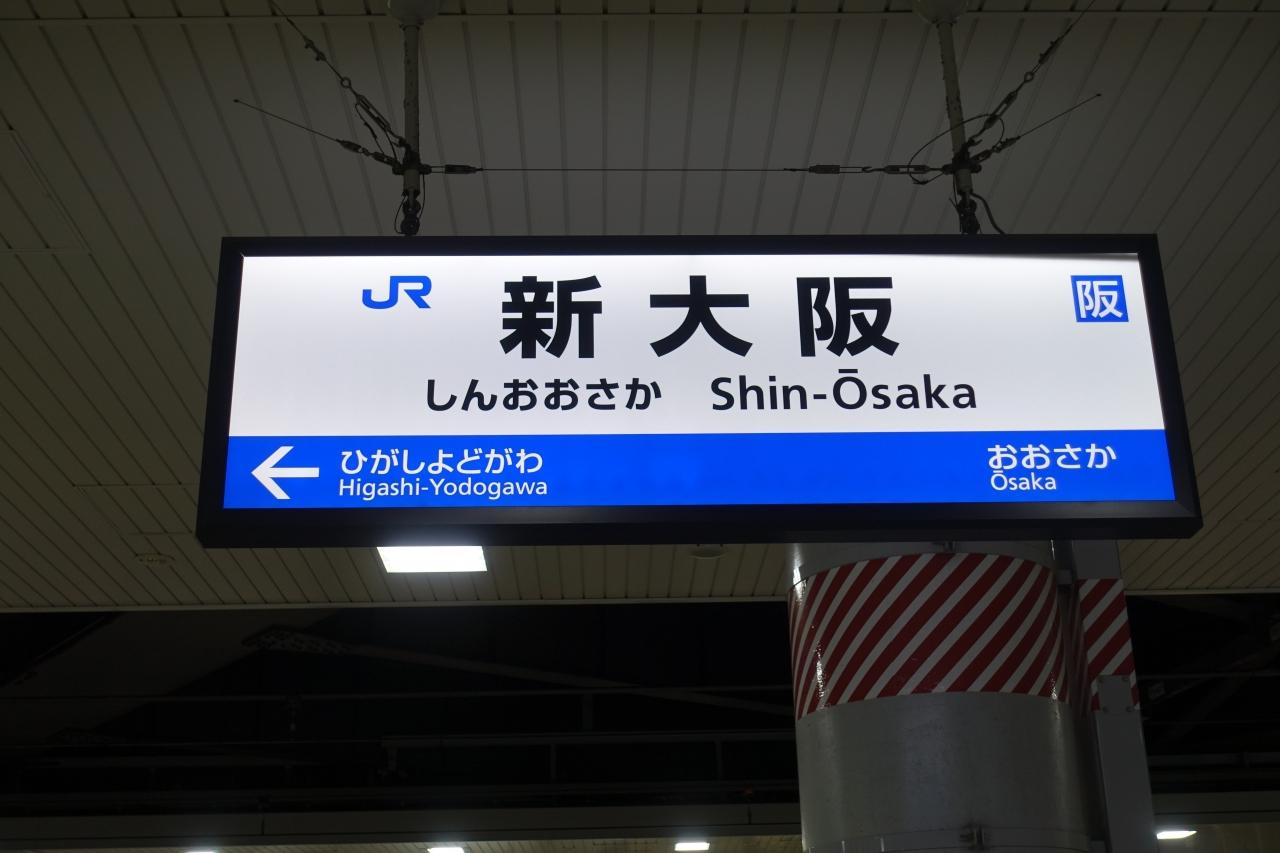 JR 新大阪 阪
しんおおさか Shin-Ōsaka
ひがしよどがわ おおさか
Higashi-Yodogawa Ōsaka